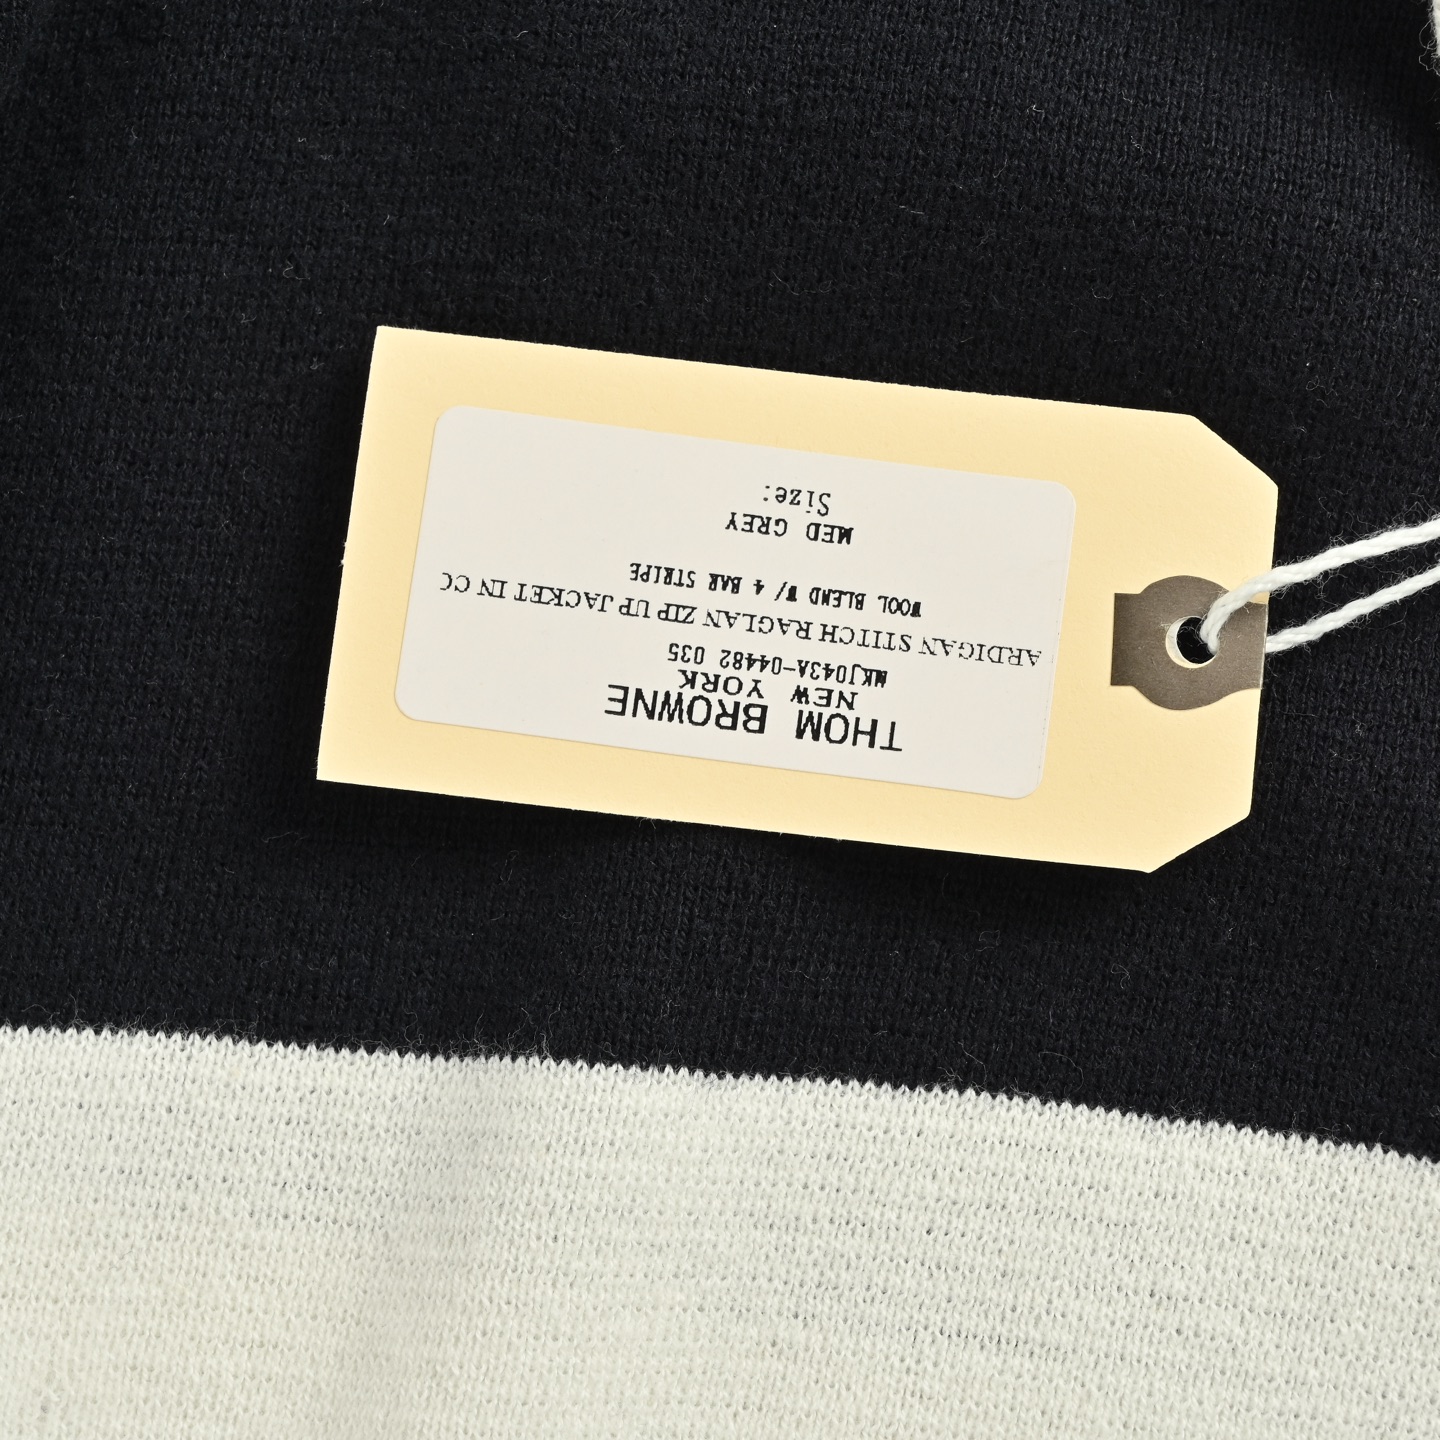 THOM BROWNE
NEW YORK
MKJ043A-04482 035
ARDIGAN STITCH RAGLAN ZIP UP JACKET IN CC
WOOL BLEND W/ 4 BAR STRIPE
MED GREY
Size: